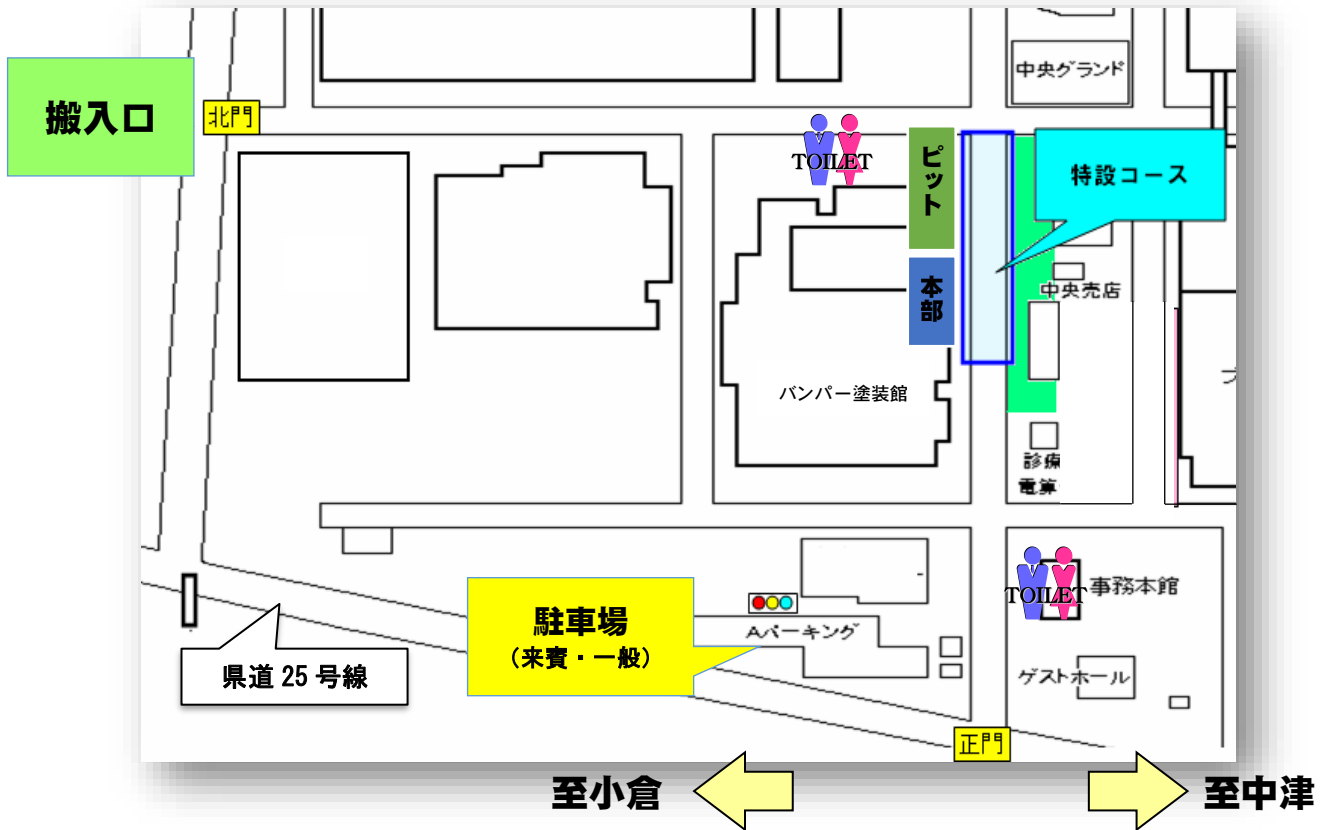 中央グランド
搬入口
北門
TOILET
ピット
特設コース
本部
中央売店
バンパー塗装館
診療
電算
駐車場
（来賓・一般）
Aパーキング
TOILET
事務本館
県道 25 号線
ゲストホール
正門
至小倉
至中津